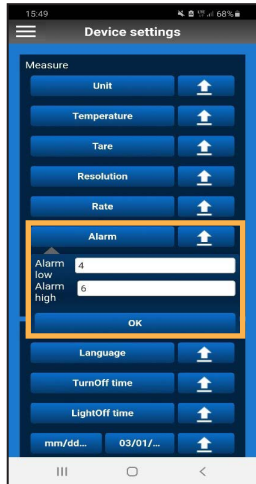 15:49 68%
Device settings
Measure
Unit
Temperature
Tare
Resolution
Rate
Alarm
Alarm low 4
Alarm high 6
OK
Language
TurnOff time
LightOff time
mm/dd... 03/01/...